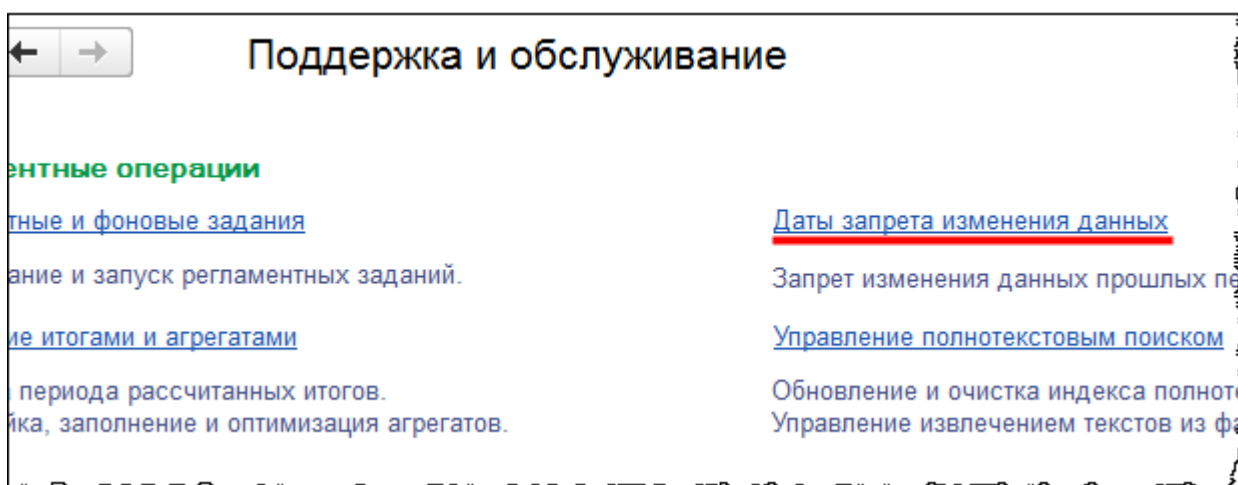 Поддержка и обслуживание
ентные операции
тные и фоновые задания
Даты запрета изменения данных
ание и запуск регламентных заданий.
Запрет изменения данных прошлых пе
ие итогами и агрегатами
Управление полнотекстовым поиском
периода рассчитанных итогов.
Обновление и очистка индекса полноте
йка, заполнение и оптимизация агрегатов.
Управление извлечением текстов из фа